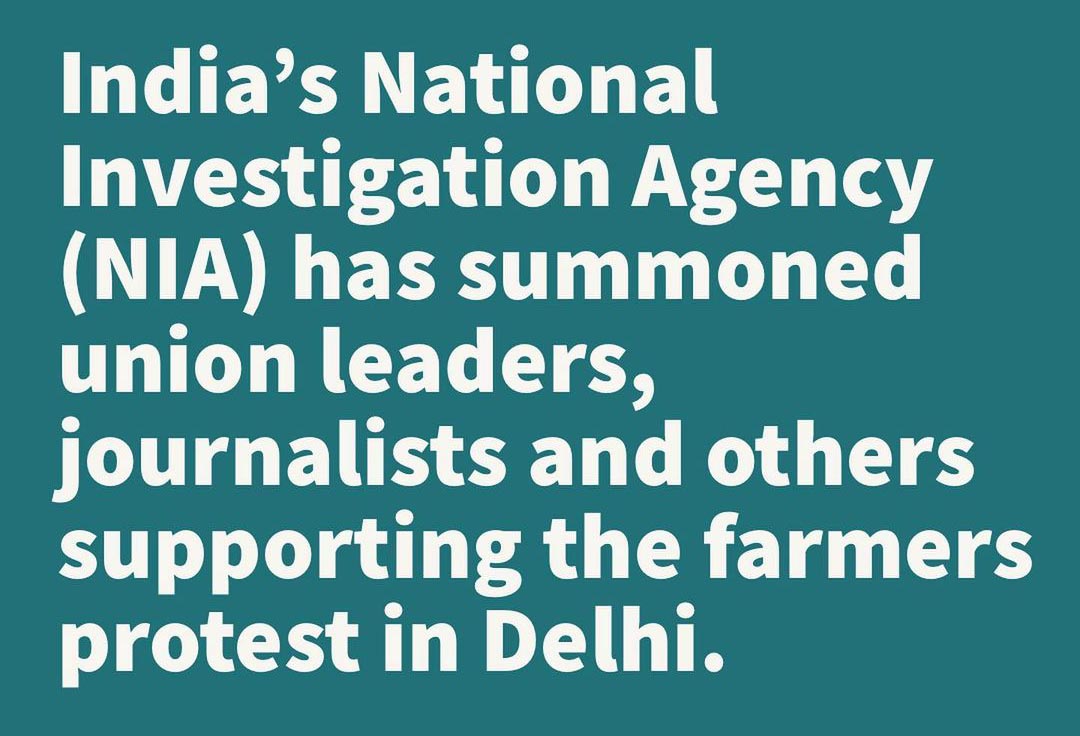 India’s National
Investigation Agency
(NIA) has summoned
union leaders,
journalists and others
supporting the farmers
protest in Delhi.